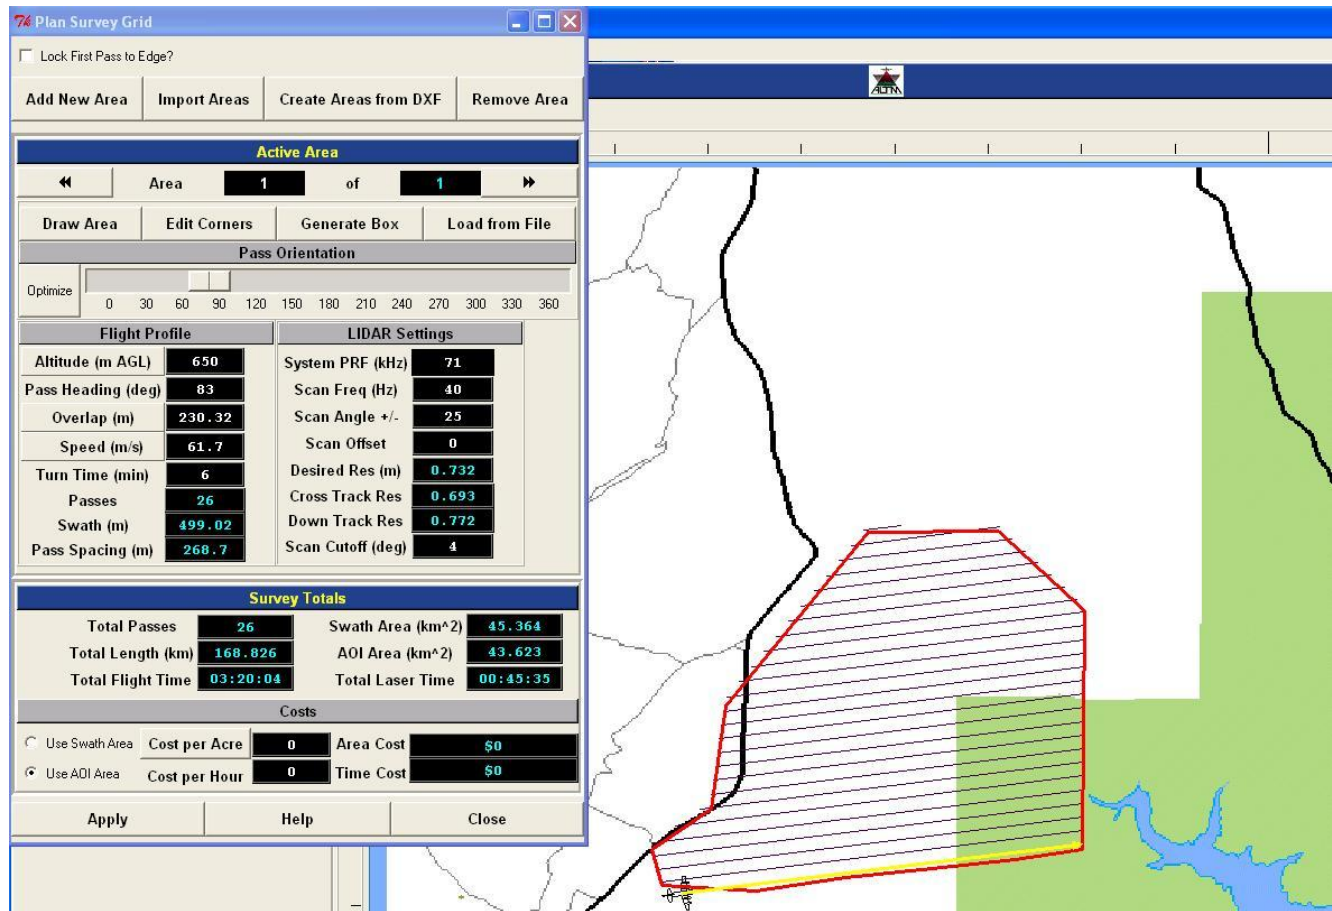 Plan Survey Grid
Lock First Pass to Edge?
Add New Area Import Areas Create Areas from DXF Remove Area
Active Area
Area 1 of 1
Draw Area Edit Corners Generate Box Load from File
Pass Orientation
Optimize
0 30 60 90 120 150 180 210 240 270 300 330 360
Flight Profile
Altitude (m AGL) 650
Pass Heading (deg) 83
Overlap (m) 230.32
Speed (m/s) 61.7
Turn Time (min) 6
Passes 26
Swath (m) 499.02
Pass Spacing (m) 268.7
LIDAR Settings
System PRF (kHz) 71
Scan Freq (Hz) 40
Scan Angle +/- 25
Scan Offset 0
Desired Res (m) 0.732
Cross Track Res 0.693
Down Track Res 0.772
Scan Cutoff (deg) 4
Survey Totals
Total Passes 26 Swath Area (km^2) 45.364
Total Length (km) 168.826 AOI Area (km^2) 43.623
Total Flight Time 03:20:04 Total Laser Time 00:45:35
Costs
Use Swath Area Cost per Acre 0 Area Cost $0
Use AOI Area Cost per Hour 0 Time Cost $0
Apply Help Close
ALTM